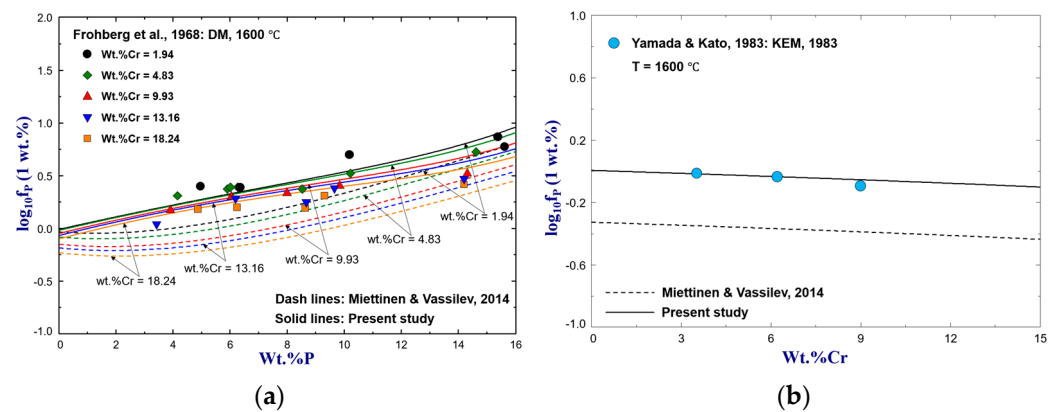 2.0
1.5
1.0
0.5
0.0
-0.5
-1.0
log₁₀fₚ (1 wt.%)
Frohberg et al., 1968: DM, 1600 ℃
Wt.%Cr = 1.94
Wt.%Cr = 4.83
Wt.%Cr = 9.93
Wt.%Cr = 13.16
Wt.%Cr = 18.24
wt.%Cr = 1.94
wt.%Cr = 4.83
wt.%Cr = 9.93
wt.%Cr = 13.16
wt.%Cr = 18.24
Dash lines: Miettinen & Vassilev, 2014
Solid lines: Present study
0 2 4 6 8 10 12 14 16
Wt.%P
(a)
1.0
0.6
0.2
-0.2
-0.6
-1.0
log₁₀fₚ (1 wt.%)
Yamada & Kato, 1983: KEM, 1983
T = 1600 ℃
Miettinen & Vassilev, 2014
Present study
0 3 6 9 12 15
Wt.%Cr
(b)